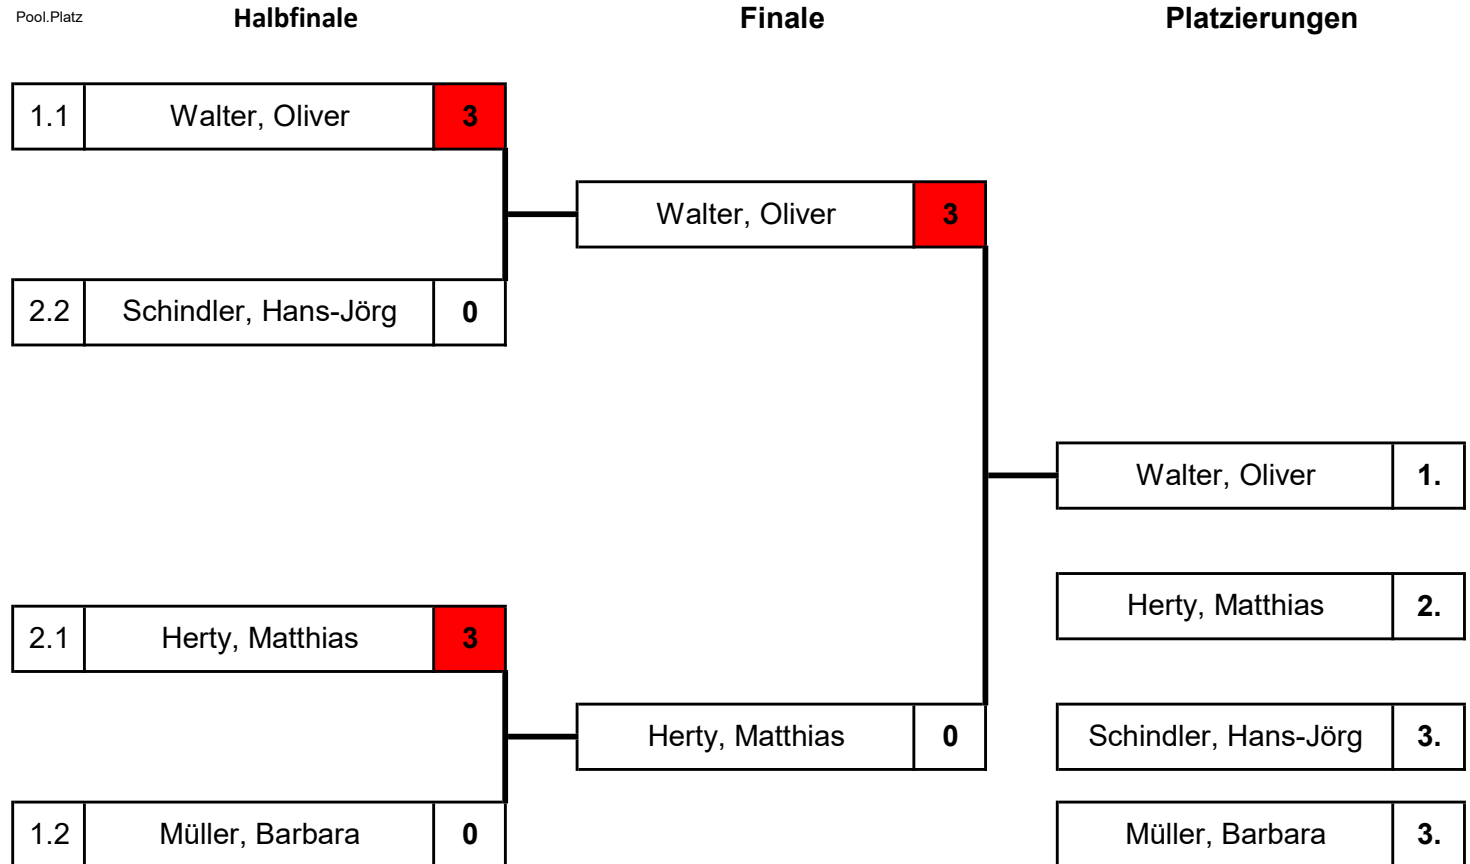 Pool.Platz Halbfinale Finale Platzierungen
1.1 Walter, Oliver 3
Walter, Oliver 3
2.2 Schindler, Hans-Jörg 0
Walter, Oliver 1.
Herty, Matthias 2.
2.1 Herty, Matthias 3
Herty, Matthias 0 Schindler, Hans-Jörg 3.
1.2 Müller, Barbara 0 Müller, Barbara 3.